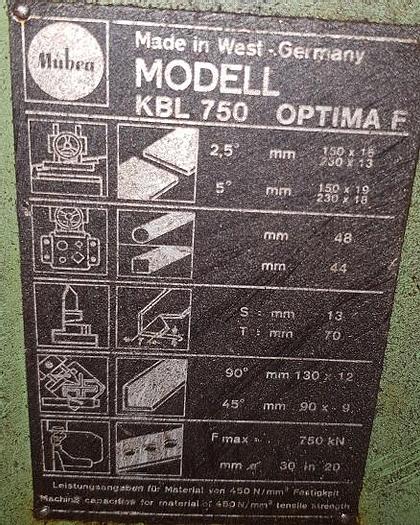 Mubea
Made in West-Germany
MODELL
KBL 750 OPTIMA F
2,5° mm 150 x 16
230 x 13
5° mm 150 x 19
230 x 18
mm 48
mm 44
S: mm 13
T: mm 70
90° mm 130 x 12
45° mm 90 x 9
F max = 750 kN
mm ⌀ 30 in 20
Leistungsangaben für Material von 450 N/mm² Festigkeit
Machine capacities for material of 450 N/mm² tensile strength